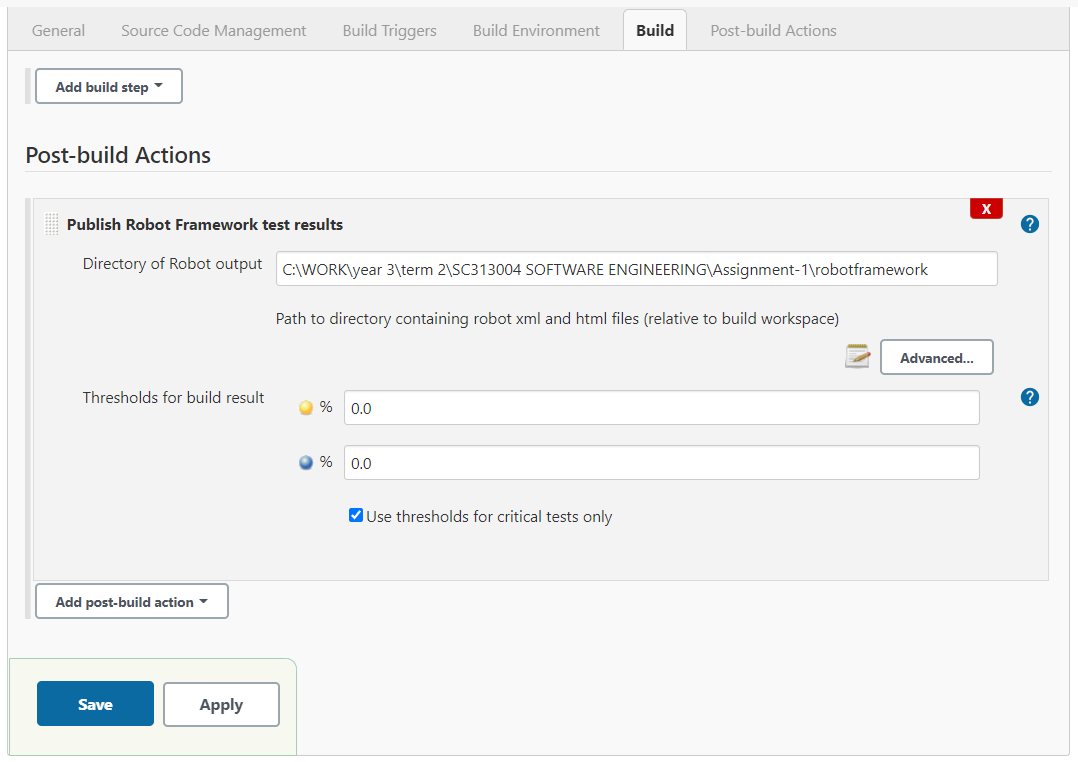 General Source Code Management Build Triggers Build Environment Build Post-build Actions
Add build step
Post-build Actions
X
Publish Robot Framework test results ?
Directory of Robot output C:\WORK\year 3\term 2\SC313004 SOFTWARE ENGINEERING\Assignment-1\robotframework
Path to directory containing robot xml and html files (relative to build workspace)
Advanced...
Thresholds for build result ?
% 0.0
% 0.0
Use thresholds for critical tests only
Add post-build action
Save Apply